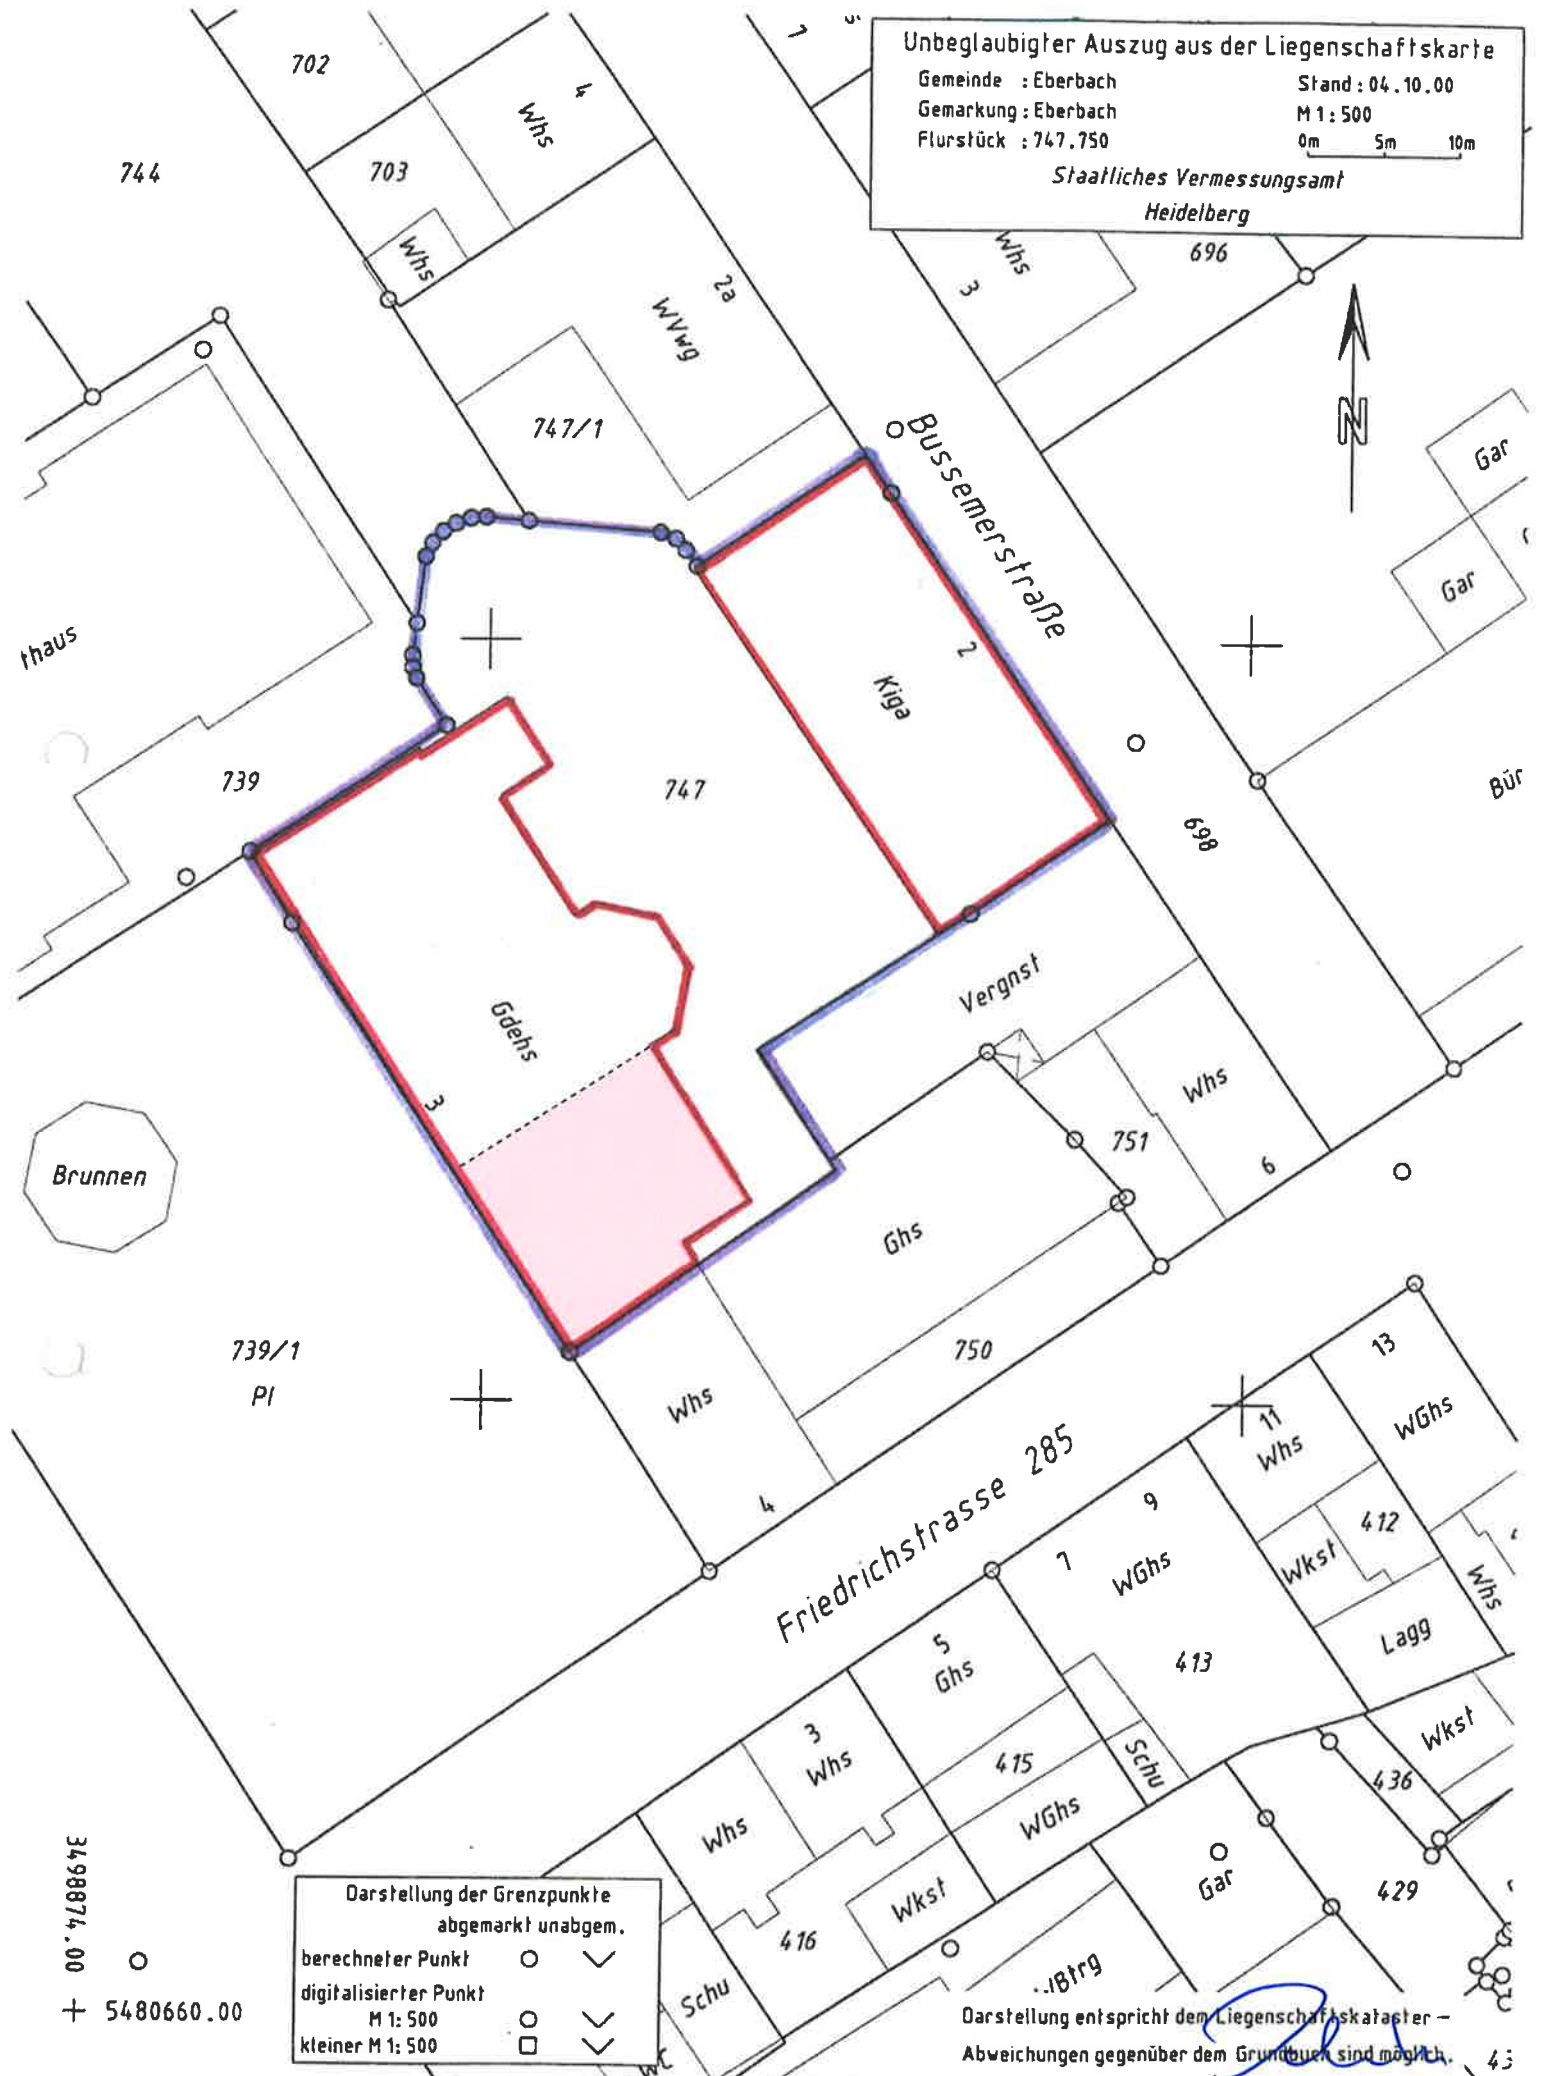 Unbeglaubigter Auszug aus der Liegenschaftskarte
Gemeinde : Eberbach
Stand : 04.10.00
Gemarkung : Eberbach
M 1 : 500
Flurstück : 747.750
0m 5m 10m
Staatliches Vermessungsamt
Heidelberg
702
4
Whs
1
744
703
Whs
2a
WVwg
Whs
3
696
N
747/1
Bussemerstraße
Gar
Gar
thaus
2
Kiga
739
747
698
Bür
Gdehs
3
Vergnst
Whs
751
6
Brunnen
Ghs
739/1
Pl
750
Whs
4
13
WGhs
11
Whs
Friedrichstrasse 285
9
7
WGhs
412
Wkst
Whs
Lagg
413
5
Ghs
3
Whs
415
Schu
Wkst
436
Whs
WGhs
Gar
429
Wkst
416
Schu
3498874.00
+ 5480660.00
Darstellung der Grenzpunkte
abgemarkt unabgem.
berechneter Punkt
digitalisierter Punkt
M 1: 500
kleiner M 1: 500
Darstellung entspricht dem Liegenschaftskataster –
Abweichungen gegenüber dem Grundbuch sind möglich.